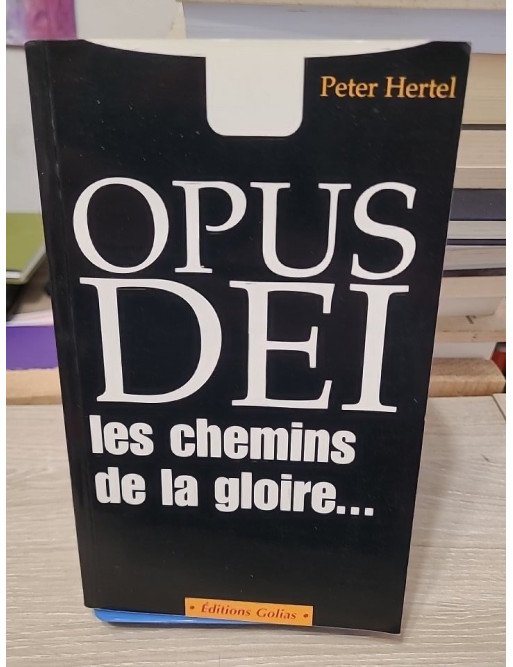 Peter Hertel
OPUS
DEI
les chemins
de la gloire...
• Éditions Golias •